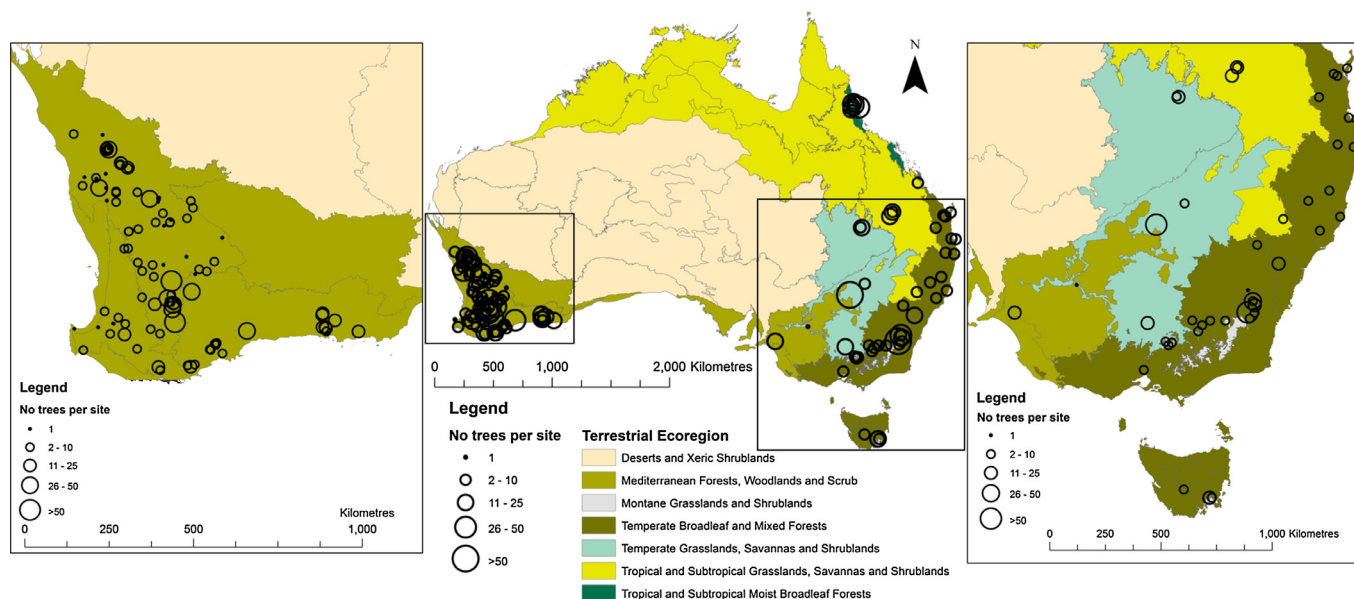 Legend
No trees per site
1
2 - 10
11 - 25
26 - 50
>50
Kilometres
0 250 500 1,000
N
0 250 500 1,000 2,000 Kilometres
Legend
No trees per site
1
2 - 10
11 - 25
26 - 50
>50
Terrestrial Ecoregion
Deserts and Xeric Shrublands
Mediterranean Forests, Woodlands and Scrub
Montane Grasslands and Shrublands
Temperate Broadleaf and Mixed Forests
Temperate Grasslands, Savannas and Shrublands
Tropical and Subtropical Grasslands, Savannas and Shrublands
Tropical and Subtropical Moist Broadleaf Forests
Legend
No trees per site
1
2 - 10
11 - 25
26 - 50
>50
0 250 500 1,000 Kilometres